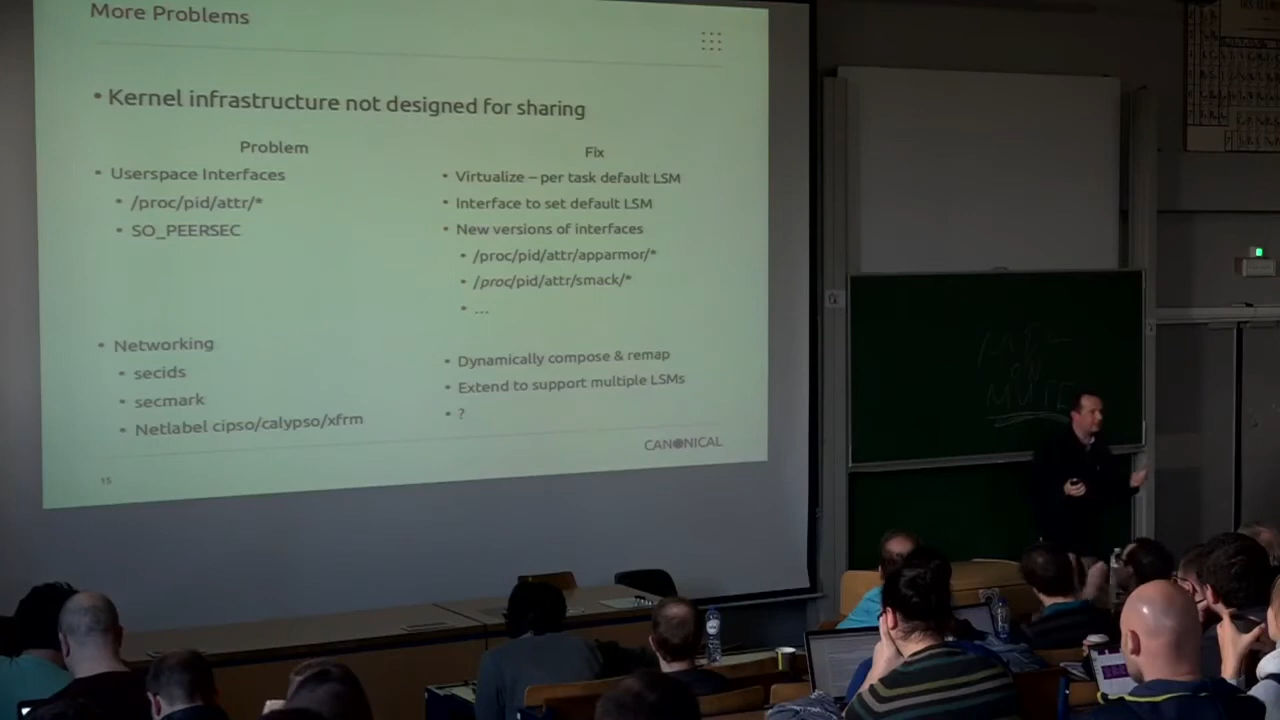 More Problems
• Kernel infrastructure not designed for sharing
Problem
• Userspace Interfaces
• /proc/pid/attr/*
• SO_PEERSEC
• Networking
• secids
• secmark
• Netlabel cipso/calypso/xfrm
Fix
• Virtualize – per task default LSM
• Interface to set default LSM
• New versions of interfaces
• /proc/pid/attr/apparmor/*
• /proc/pid/attr/smack/*
• ...
• Dynamically compose & remap
• Extend to support multiple LSMs
• ?
CANONICAL
15